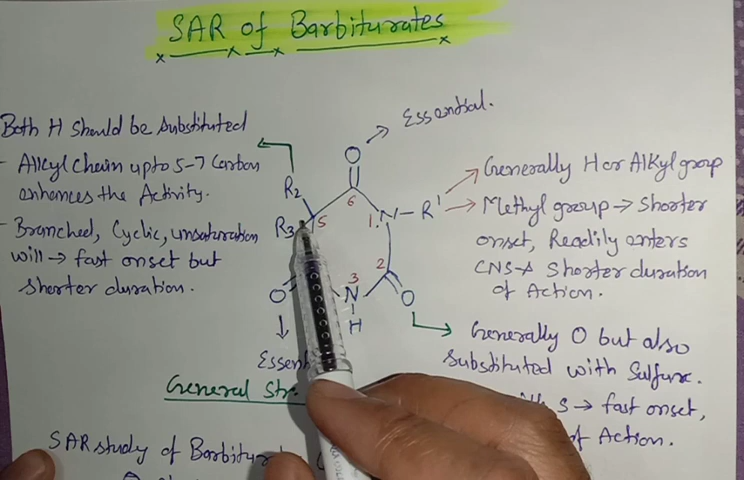 SAR of Barbiturates
Both H should be substituted
- Alkyl chain upto 5-7 Carbon
enhances the Activity.
- Branched, Cyclic, unsaturation
will → fast onset but
shorter duration.
Essential.
O
R2
R3
5
6
1
N - R'
2
3
N
H
O
O
→ Generally H or Alkyl group
→ Methyl group → Shorter
onset, Readily enters
CNS → Shorter duration
of Action.
Generally O but also
substituted with Sulfur.
S → fast onset,
of Action.
General
SAR study of